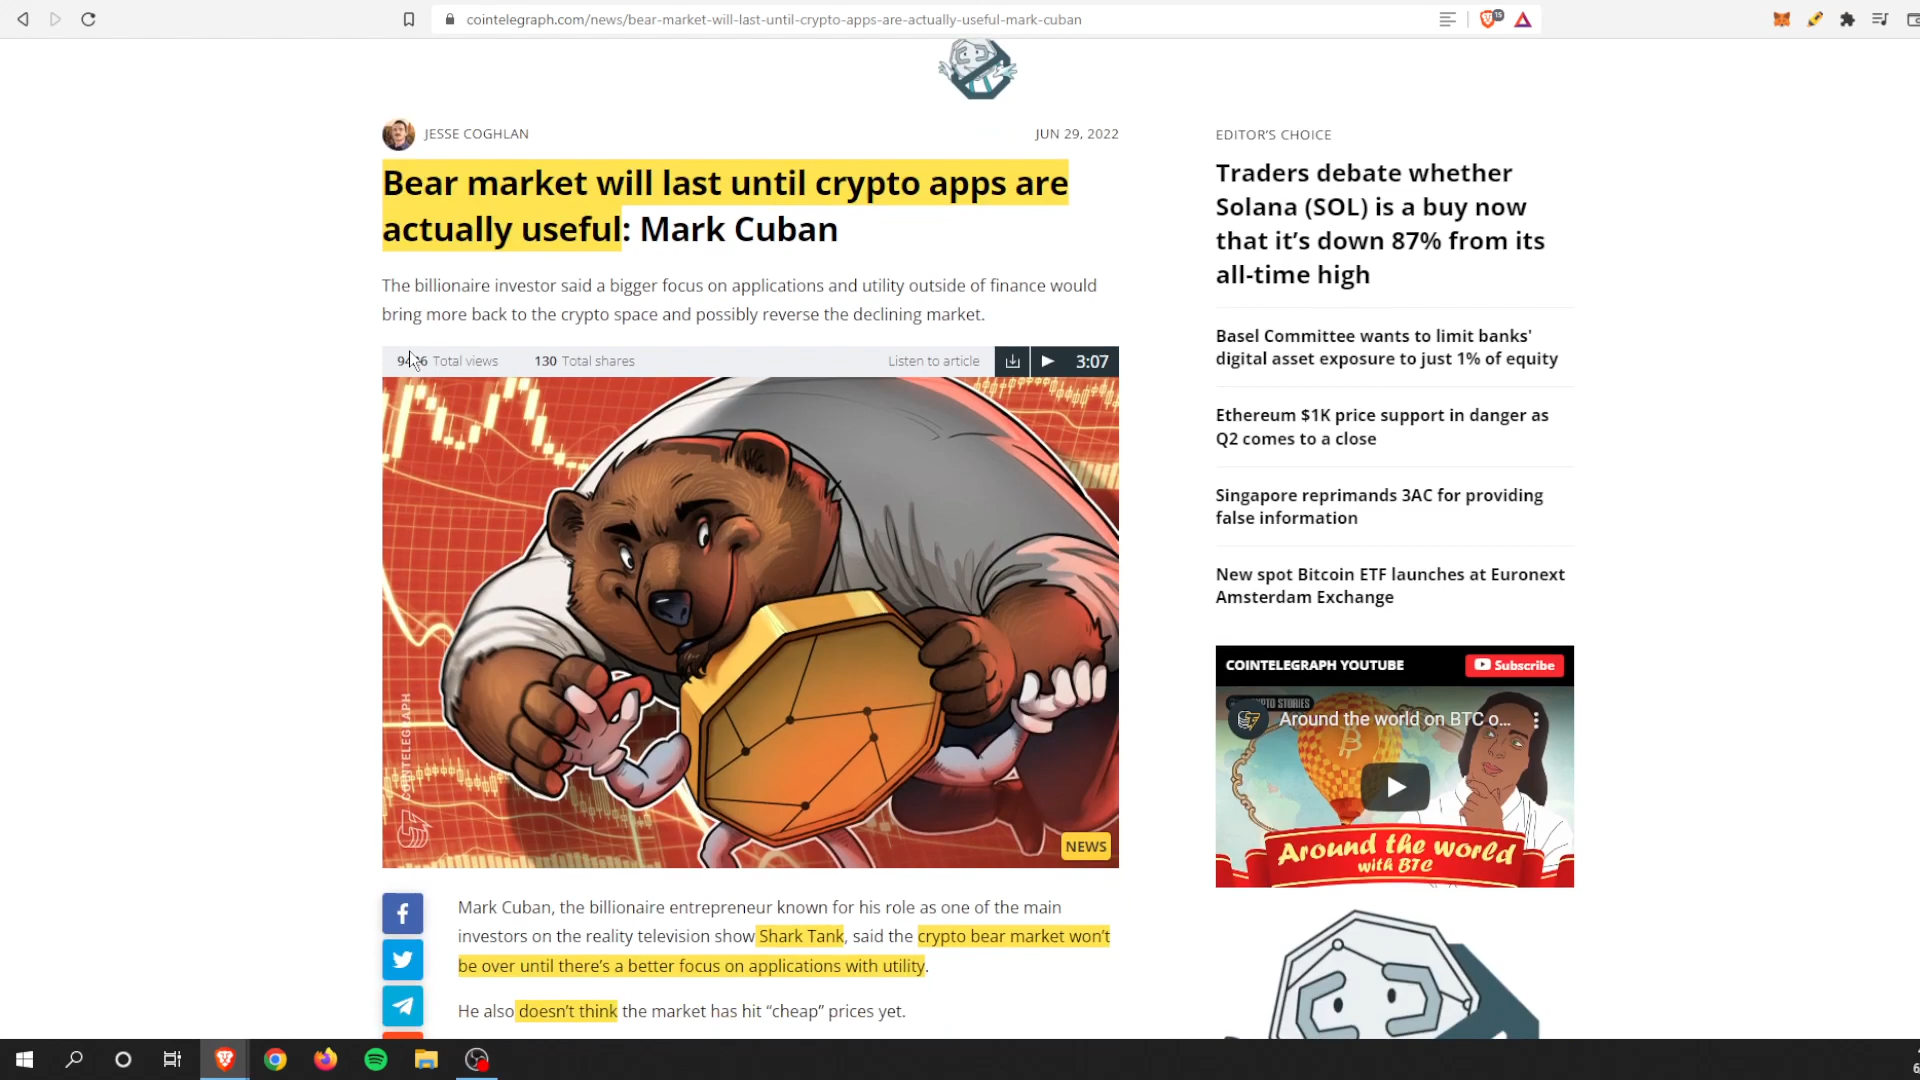 cointelegraph.com/news/bear-market-will-last-until-crypto-apps-are-actually-useful-mark-cuban
15
JESSE COGHLAN
JUN 29, 2022
Bear market will last until crypto apps are
actually useful: Mark Cuban
The billionaire investor said a bigger focus on applications and utility outside of finance would
bring more back to the crypto space and possibly reverse the declining market.
Total views
130 Total shares
Listen to article
3:07
COINTELEGRAPH
NEWS
Mark Cuban, the billionaire entrepreneur known for his role as one of the main
investors on the reality television show Shark Tank, said the crypto bear market won't
be over until there's a better focus on applications with utility.
He also doesn't think the market has hit “cheap” prices yet.
EDITOR'S CHOICE
Traders debate whether
Solana (SOL) is a buy now
that it's down 87% from its
all-time high
Basel Committee wants to limit banks'
digital asset exposure to just 1% of equity
Ethereum $1K price support in danger as
Q2 comes to a close
Singapore reprimands 3AC for providing
false information
New spot Bitcoin ETF launches at Euronext
Amsterdam Exchange
COINTELEGRAPH YOUTUBE
Subscribe
STORIES
Around the world on BTC o...
Around the world
with BTC